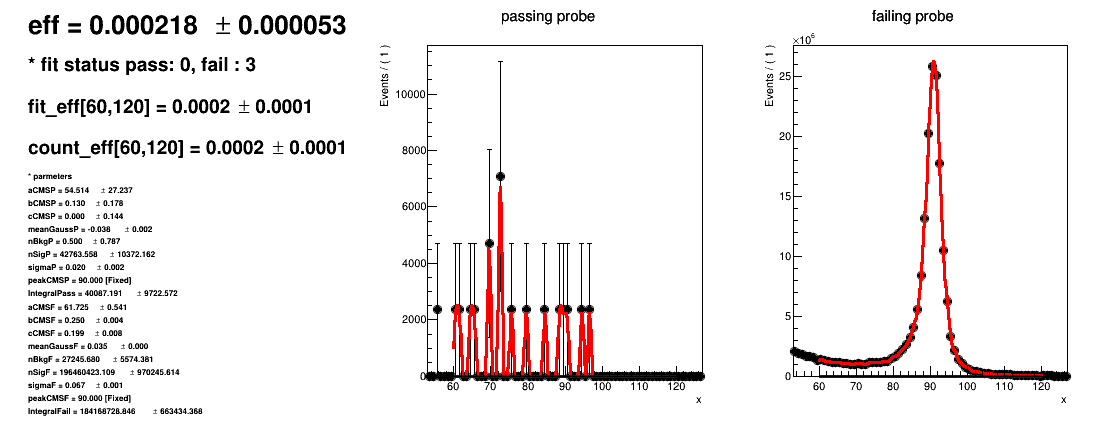 eff = 0.000218 ± 0.000053
* fit status pass: 0, fail : 3
fit_eff[60,120] = 0.0002 ± 0.0001
count_eff[60,120] = 0.0002 ± 0.0001
* parmeters
aCMSP = 54.514 ± 27.237
bCMSP = 0.130 ± 0.178
cCMSP = 0.000 ± 0.144
meanGaussP = -0.038 ± 0.002
nBkgP = 0.500 ± 0.787
nSigP = 42763.558 ± 10372.162
sigmaP = 0.020 ± 0.002
peakCMSP = 90.000 [Fixed]
IntegralPass = 40087.191 ± 9722.572
aCMSF = 61.725 ± 0.541
bCMSF = 0.250 ± 0.004
cCMSF = 0.199 ± 0.008
meanGaussF = 0.035 ± 0.000
nBkgF = 27245.680 ± 5574.381
nSigF = 196460423.109 ± 970245.614
sigmaF = 0.067 ± 0.001
peakCMSF = 90.000 [Fixed]
IntegralFail = 184168728.846 ± 663434.368
passing probe
Events / ( 1 )
10000
8000
6000
4000
2000
0
60 70 80 90 100 110 120
x
failing probe
×10⁶
Events / ( 1 )
25
20
15
10
5
0
60 70 80 90 100 110 120
x